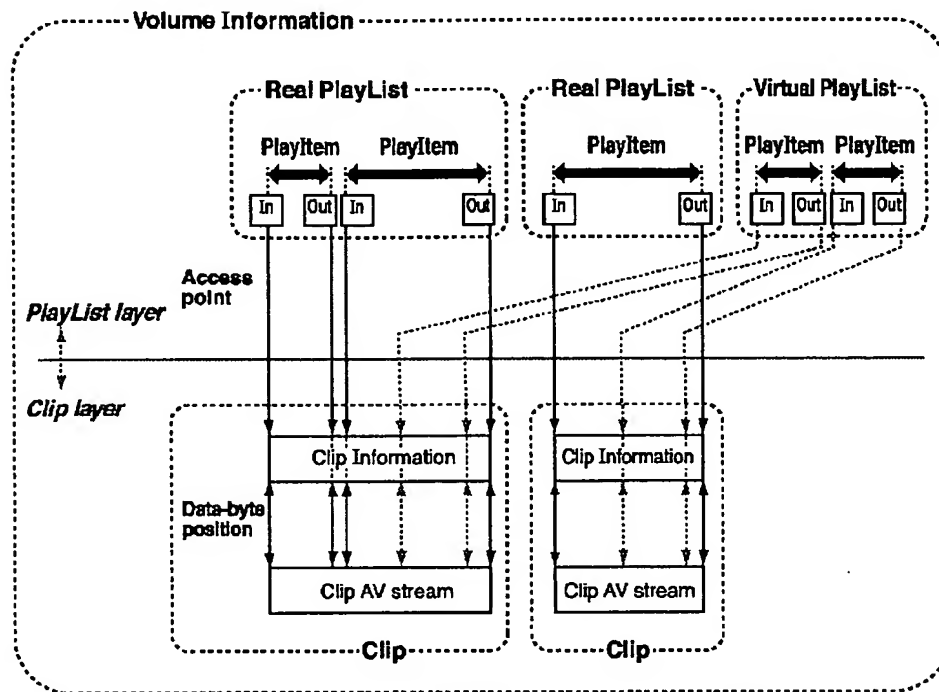 Volume Information
Real PlayList
Real PlayList
Virtual PlayList
PlayItem
PlayItem
PlayItem
PlayItem
PlayItem
In
Out
In
Out
In
Out
In
Out
In
Out
Access
point
PlayList layer
Clip layer
Clip Information
Clip Information
Data-byte
position
Clip AV stream
Clip AV stream
Clip
Clip